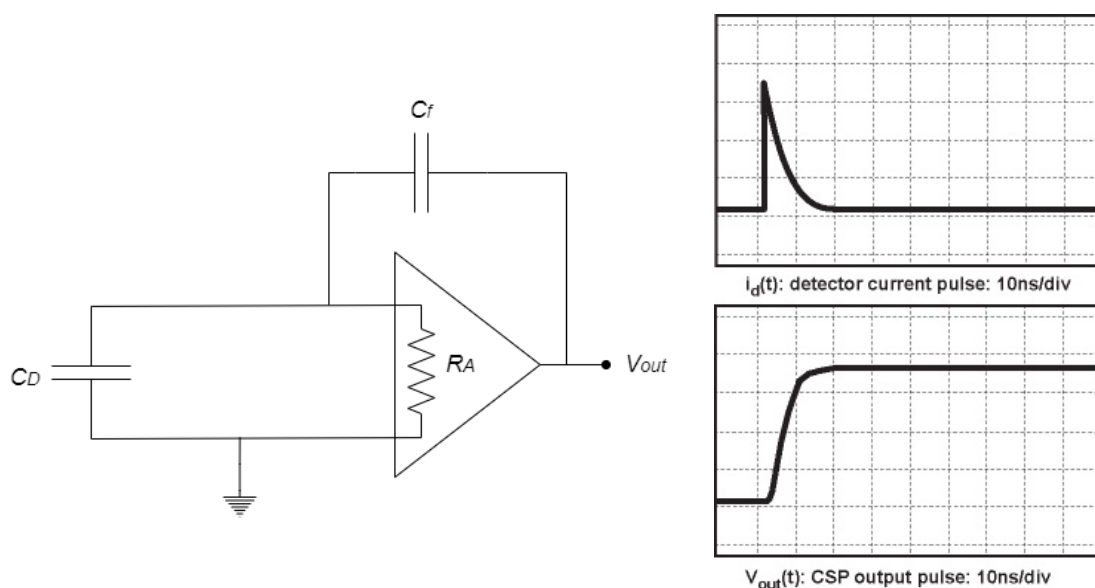 Cf
CD
RA
Vout
id(t): detector current pulse: 10ns/div
Vout(t): CSP output pulse: 10ns/div